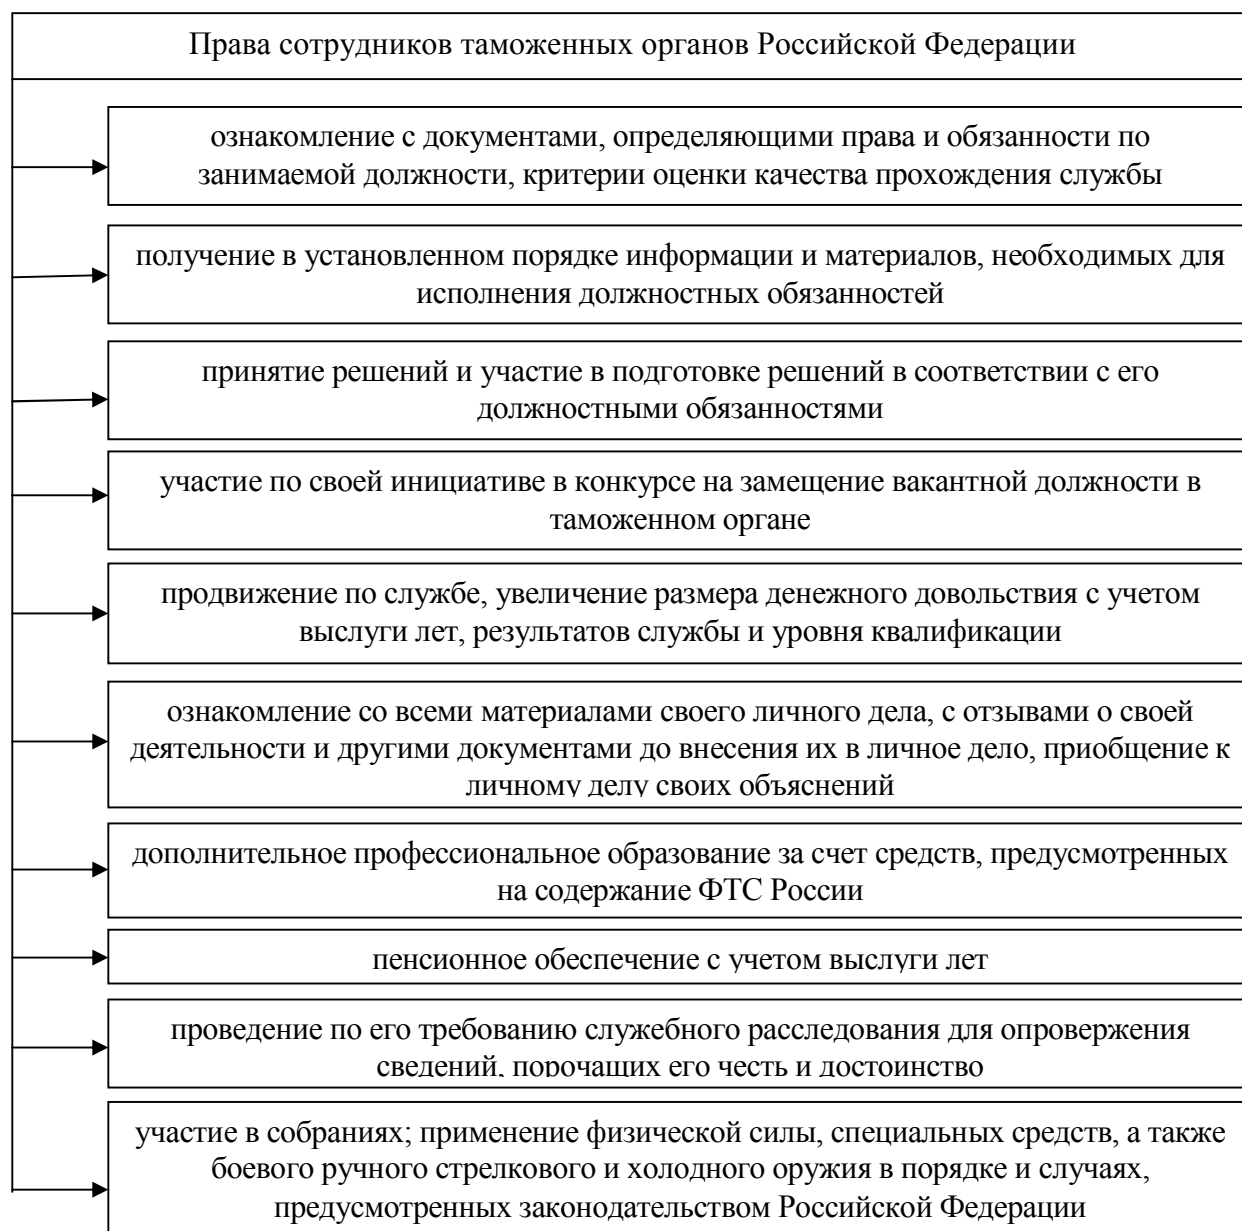 Права сотрудников таможенных органов Российской Федерации
ознакомление с документами, определяющими права и обязанности по
занимаемой должности, критерии оценки качества прохождения службы
получение в установленном порядке информации и материалов, необходимых для
исполнения должностных обязанностей
принятие решений и участие в подготовке решений в соответствии с его
должностными обязанностями
участие по своей инициативе в конкурсе на замещение вакантной должности в
таможенном органе
продвижение по службе, увеличение размера денежного довольствия с учетом
выслуги лет, результатов службы и уровня квалификации
ознакомление со всеми материалами своего личного дела, с отзывами о своей
деятельности и другими документами до внесения их в личное дело, приобщение к
личному делу своих объяснений
дополнительное профессиональное образование за счет средств, предусмотренных
на содержание ФТС России
пенсионное обеспечение с учетом выслуги лет
проведение по его требованию служебного расследования для опровержения
сведений, порочащих его честь и достоинство
участие в собраниях; применение физической силы, специальных средств, а также
боевого ручного стрелкового и холодного оружия в порядке и случаях,
предусмотренных законодательством Российской Федерации